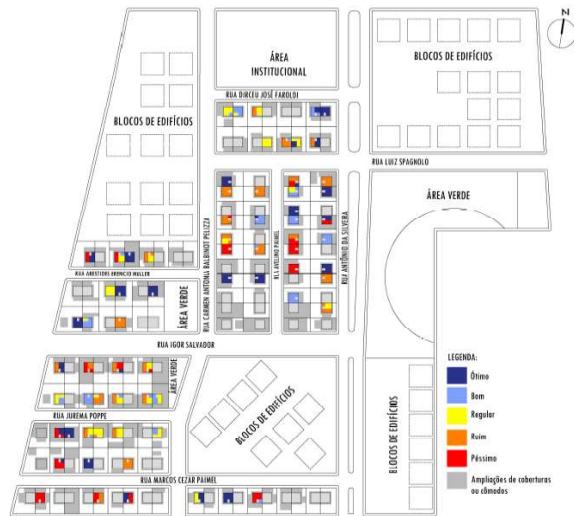 N
ÁREA
INSTITUCIONAL
BLOCOS DE EDIFÍCIOS
RUA DIRCEU JOSÉ FAROLDI
BLOCOS DE EDIFÍCIOS
RUA LUIZ SPAGNOLO
ÁREA VERDE
RUA CARMEN ANTONIA BALBINOT PELIZZA
RUA AVELINO PAIMEL
RUA ANTÔNIO DA SILVEIRA
RUA ARISTIDES ERENCIO MULLER
ÁREA VERDE
RUA IGOR SALVADOR
ÁREA VERDE
BLOCOS DE EDIFÍCIOS
BLOCOS DE EDIFÍCIOS
RUA JUREMA POPPE
RUA MARCOS CEZAR PAIMEL
LEGENDA:
Ótimo
Bom
Regular
Ruim
Péssimo
Ampliações de coberturas
ou cômodos